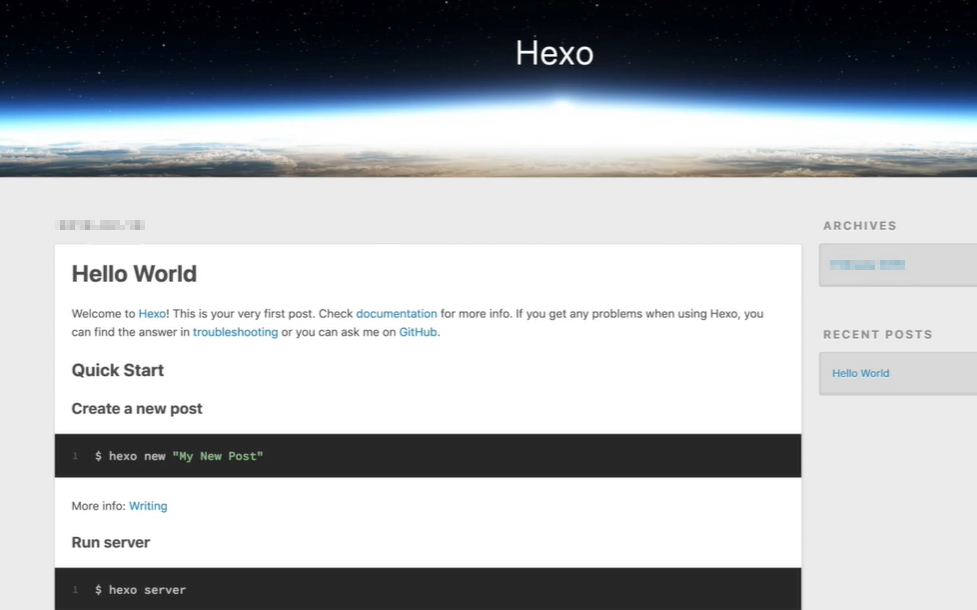 Hexo
Hello World
Welcome to Hexo! This is your very first post. Check documentation for more info. If you get any problems when using Hexo, you
can find the answer in troubleshooting or you can ask me on GitHub.
Quick Start
Create a new post
1 $ hexo new "My New Post"
More info: Writing
Run server
1 $ hexo server
ARCHIVES
RECENT POSTS
Hello World